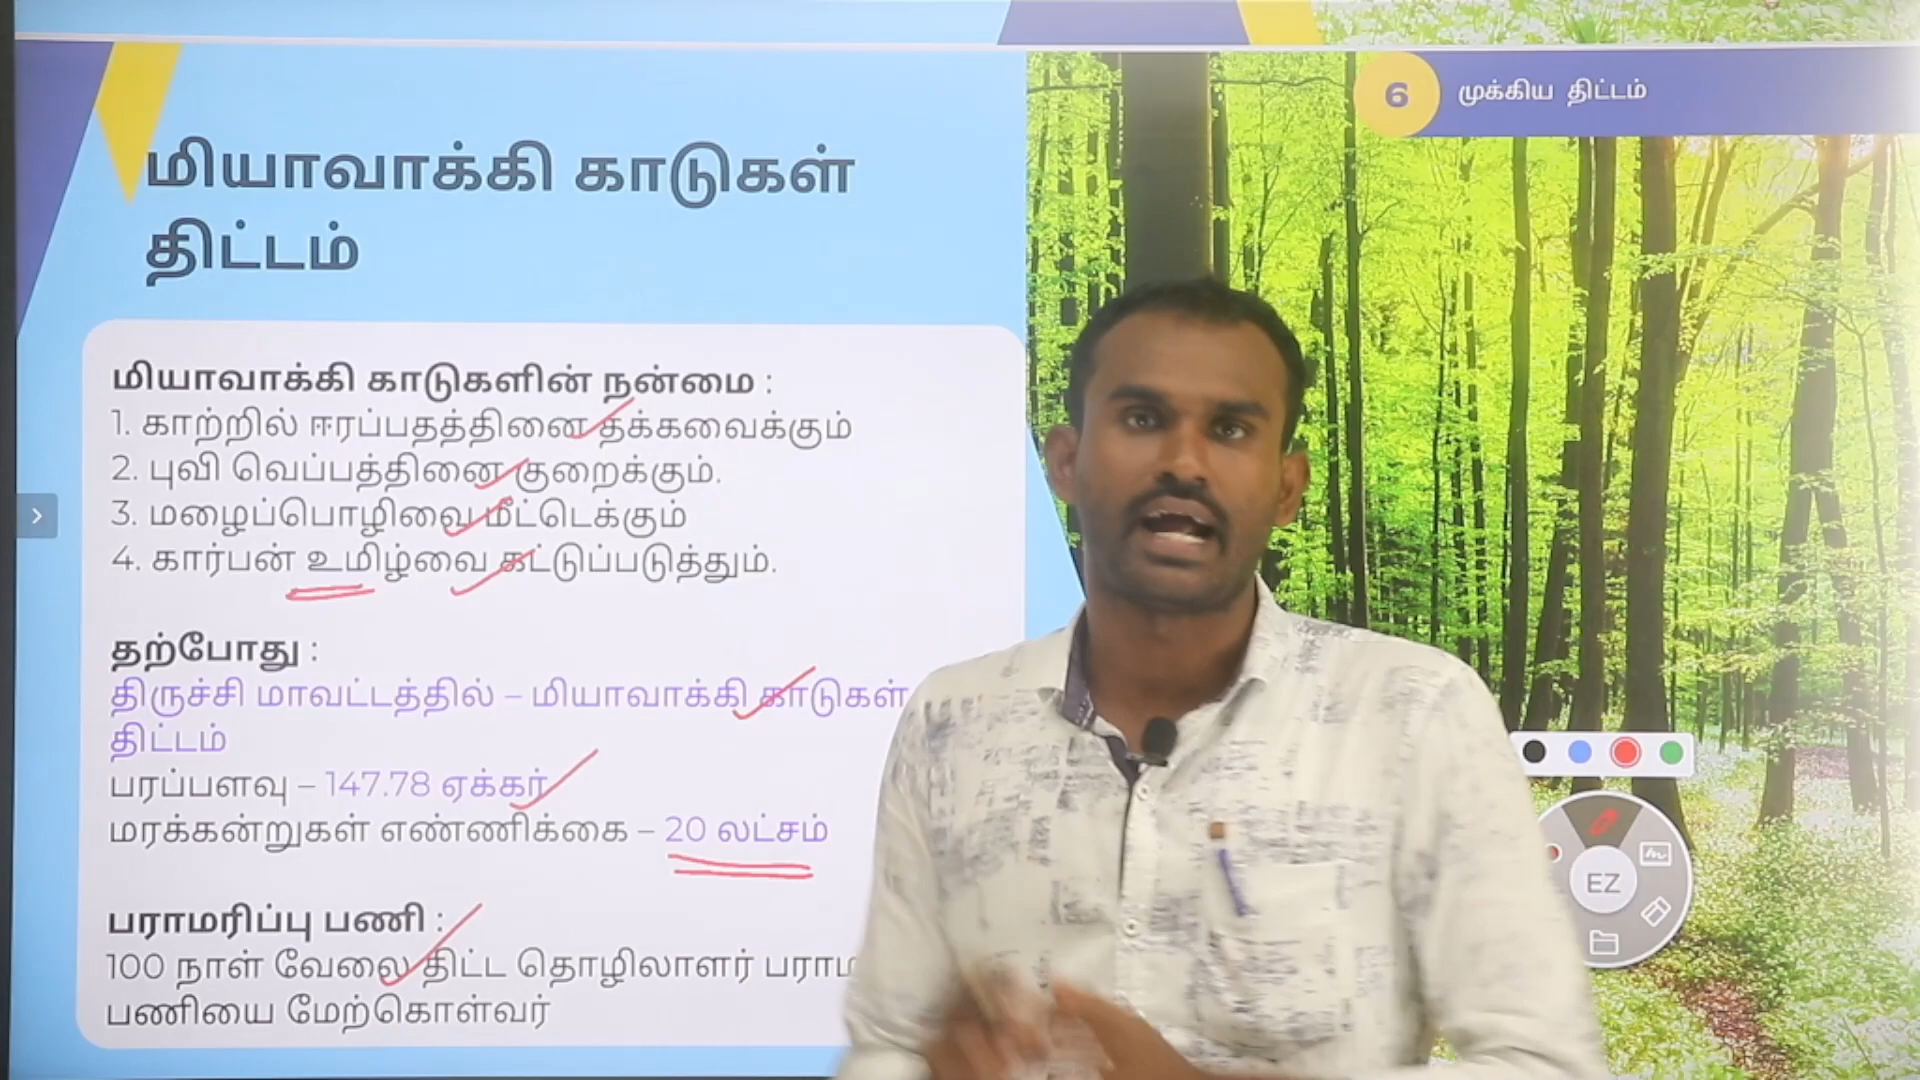 6 முக்கிய திட்டம்
மியாவாக்கி காடுகள்
திட்டம்
மியாவாக்கி காடுகளின் நன்மை :
1. காற்றில் ஈரப்பதத்தினை தக்கவைக்கும்
2. புவி வெப்பத்தினை குறைக்கும்.
3. மழைப்பொழிவை மீட்டெக்கும்
4. கார்பன் உமிழ்வை கட்டுப்படுத்தும்.
தற்போது :
திருச்சி மாவட்டத்தில் – மியாவாக்கி காடுகள்
திட்டம்
பரப்பளவு – 147.78 ஏக்கர்
மரக்கன்றுகள் எண்ணிக்கை – 20 லட்சம்
பராமரிப்பு பணி :
100 நாள் வேலை திட்ட தொழிலாளர்
பணியை மேற்கொள்வர்
EZ